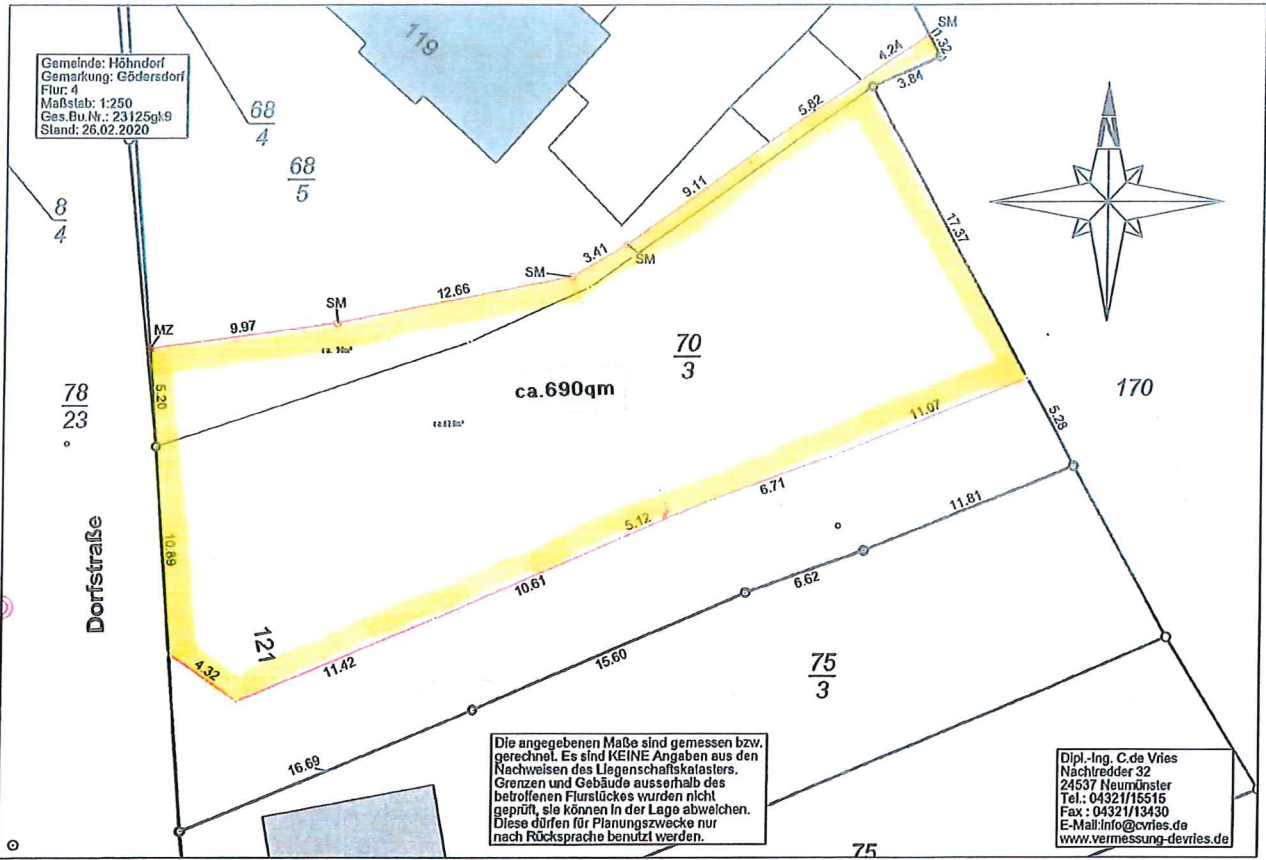 Gemeinde: Höhndorf
Gemarkung: Gödersdorf
Flur: 4
Maßstab: 1:250
Ges.Bu.Nr.: 23125gk9
Stand: 26.02.2020
119
SM
4.24
1.32
3.84
68
4
68
5
5.82
N
8
4
9.11
17.37
3.41
SM
SM
12.66
SM
9.97
MZ
70
3
5.20
ca.690qm
170
78
23
11.07
5.28
6.71
11.81
5.12
10.89
6.62
10.61
Dorfstraße
121
4.32
11.42
15.60
75
3
16.69
Die angegebenen Maße sind gemessen bzw.
gerechnet. Es sind KEINE Angaben aus den
Nachweisen des Liegenschaftskatasters.
Grenzen und Gebäude ausserhalb des
betroffenen Flurstückes wurden nicht
geprüft, sie können in der Lage abweichen.
Diese dürfen für Planungszwecke nur
nach Rücksprache benutzt werden.
Dipl.-Ing. C.de Vries
Nachtredder 32
24537 Neumünster
Tel.: 04321/15515
Fax : 04321/13430
E-Mail:info@cvries.de
www.vermessung-devries.de
75